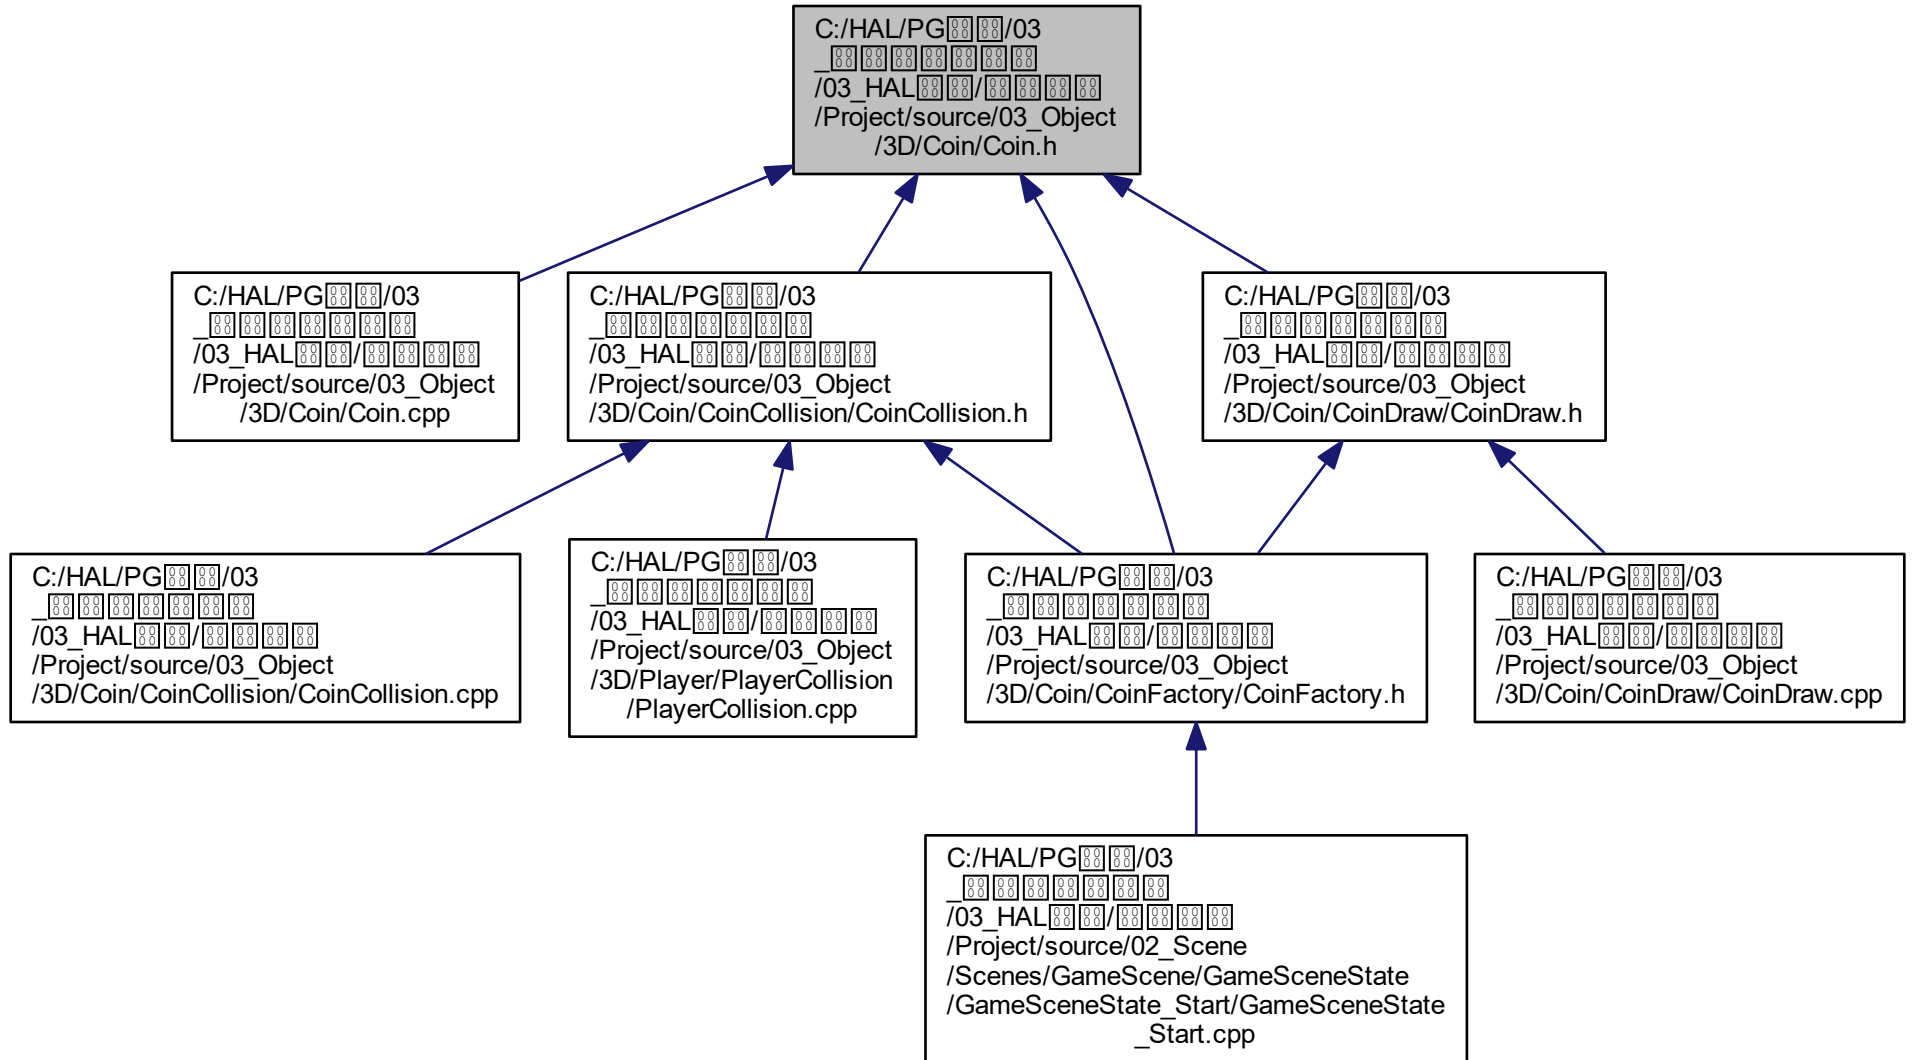 C:/HAL/PG/03
_
/03_HAL/
/Project/source/03_Object
/3D/Coin/Coin.h
C:/HAL/PG/03
_
/03_HAL/
/Project/source/03_Object
/3D/Coin/Coin.cpp
C:/HAL/PG/03
_
/03_HAL/
/Project/source/03_Object
/3D/Coin/CoinCollision/CoinCollision.h
C:/HAL/PG/03
_
/03_HAL/
/Project/source/03_Object
/3D/Coin/CoinDraw/CoinDraw.h
C:/HAL/PG/03
_
/03_HAL/
/Project/source/03_Object
/3D/Coin/CoinCollision/CoinCollision.cpp
C:/HAL/PG/03
_
/03_HAL/
/Project/source/03_Object
/3D/Player/PlayerCollision
/PlayerCollision.cpp
C:/HAL/PG/03
_
/03_HAL/
/Project/source/03_Object
/3D/Coin/CoinFactory/CoinFactory.h
C:/HAL/PG/03
_
/03_HAL/
/Project/source/03_Object
/3D/Coin/CoinDraw/CoinDraw.cpp
C:/HAL/PG/03
_
/03_HAL/
/Project/source/02_Scene
/Scenes/GameScene/GameSceneState
/GameSceneState_Start/GameSceneState
_Start.cpp